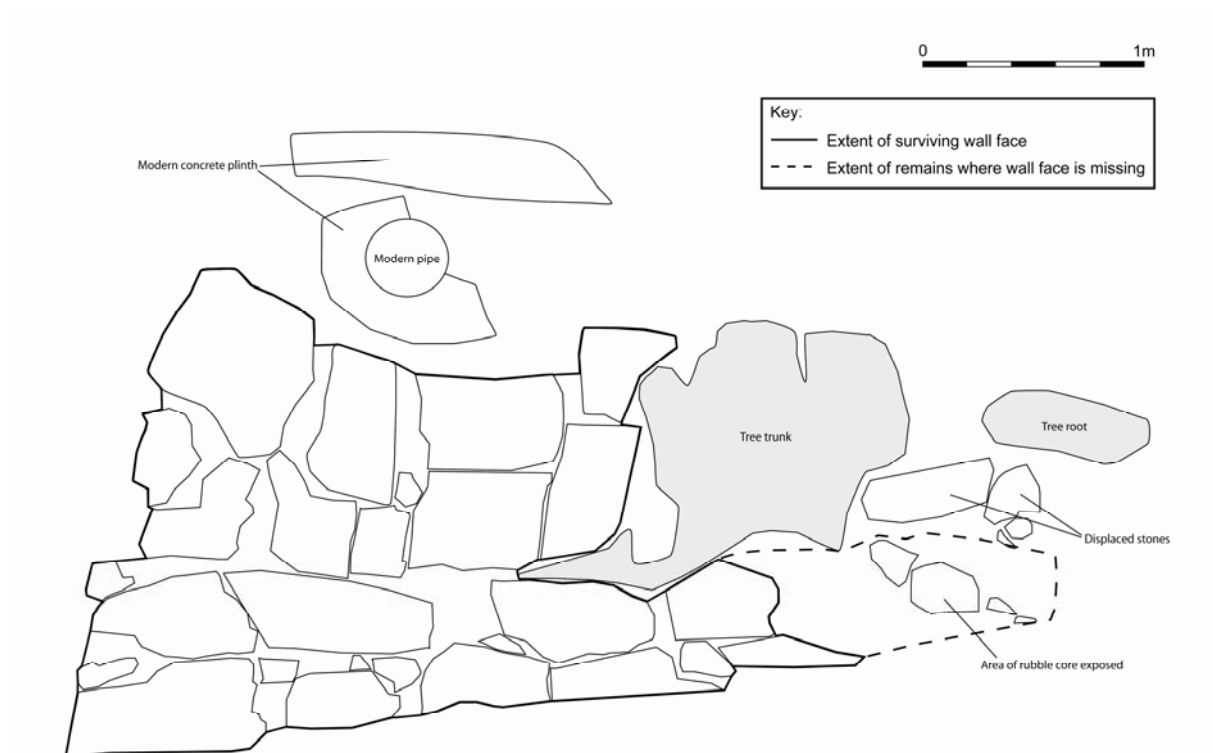 0 1m
Key:
Extent of surviving wall face
Extent of remains where wall face is missing
Modern concrete plinth
Modern pipe
Tree trunk
Tree root
Displaced stones
Area of rubble core exposed